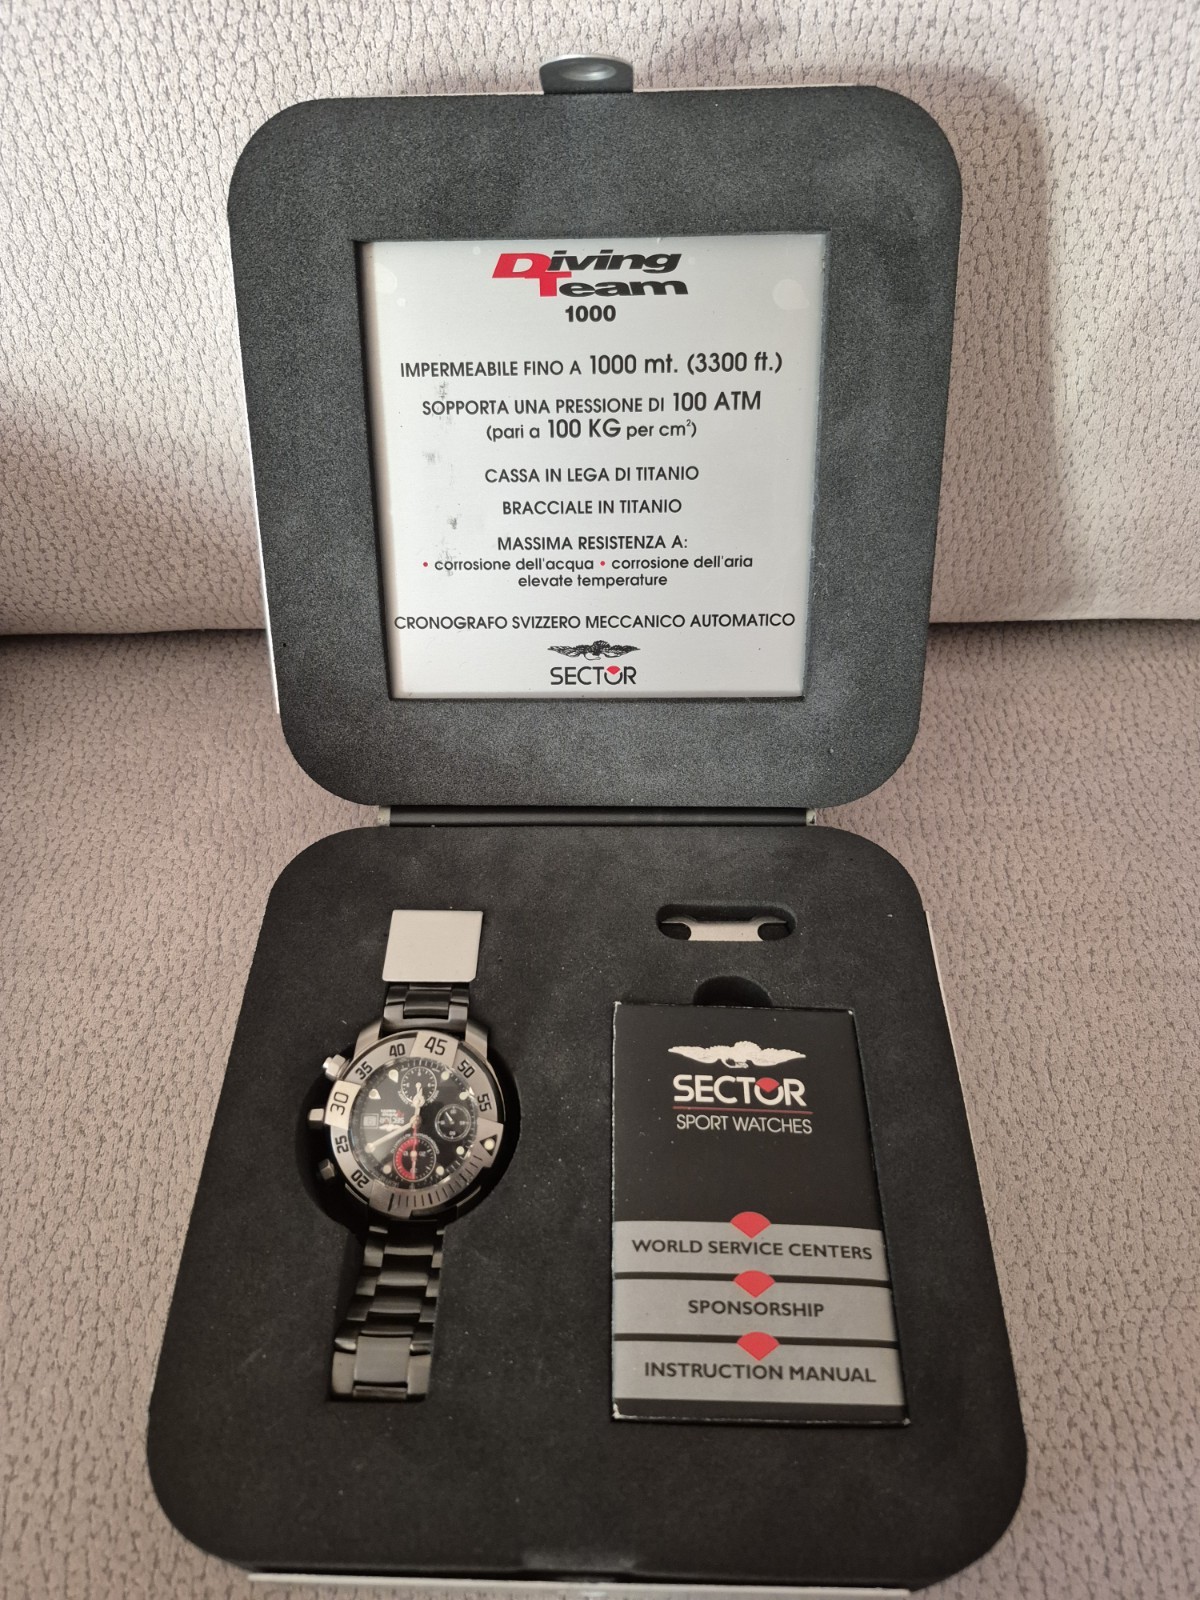 Diving
Team
1000
IMPERMEABILE FINO A 1000 mt. (3300 ft.)
SOPPORTA UNA PRESSIONE DI 100 ATM
(pari a 100 KG per cm²)
CASSA IN LEGA DI TITANIO
BRACCIALE IN TITANIO
MASSIMA RESISTENZA A:
• corrosione dell'acqua • corrosione dell'aria
elevate temperature
CRONOGRAFO SVIZZERO MECCANICO AUTOMATICO
SECTOR
20 25 30 35 40 45 50 55
SECTOR
SPORT WATCHES
WORLD SERVICE CENTERS
SPONSORSHIP
INSTRUCTION MANUAL